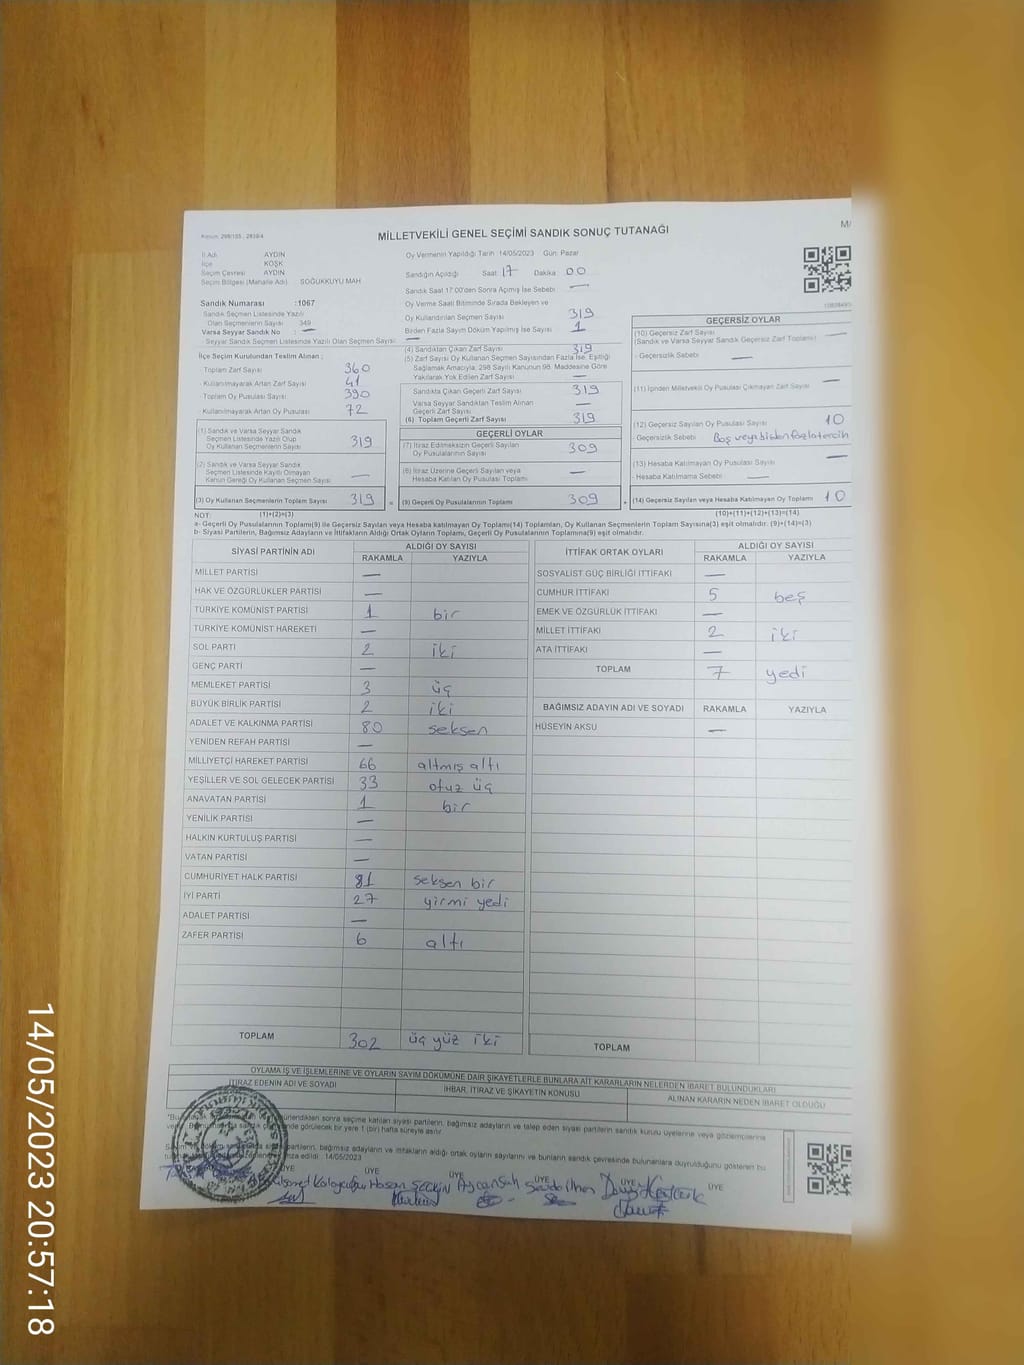 Kanun: 298/105, 2839/4
MİLLETVEKİLİ GENEL SEÇİMİ SANDIK SONUÇ TUTANAĞI
İl Adı AYDIN
İlçe KÖŞK
Seçim Çevresi AYDIN
Seçim Bölgesi (Mahalle Adı) SOĞUKKUYU MAH
Oy Vermenin Yapıldığı Tarih 14/05/2023 Gün: Pazar
Sandığın Açıldığı Saat 17 Dakika 00
Sandık Saat 17:00'den Sonra Açılmış İse Sebebi —
Sandık Numarası :1067
Sandık Seçmen Listesinde Yazılı
Olan Seçmenlerin Sayısı 349
Varsa Seyyar Sandık No : —
Seyyar Sandık Seçmen Listesinde Yazılı Olan Seçmen Sayısı —
Oy Verme Saati Bitiminde Sırada Bekleyen ve
Oy Kullandırılan Seçmen Sayısı 319
Birden Fazla Sayım Döküm Yapılmış İse Sayısı 1
İlçe Seçim Kurulundan Teslim Alınan ;
Toplam Zarf Sayısı 360
- Kullanılmayarak Artan Zarf Sayısı 41
Toplam Oy Pusulası Sayısı 390
- Kullanılmayarak Artan Oy Pusulası 72
(1) Sandık ve Varsa Seyyar Sandık
Seçmen Listesinde Yazılı Olup
Oy Kullanan Seçmenlerin Sayısı 319
(2) Sandık ve Varsa Seyyar Sandık
Seçmen Listesinde Kayıtlı Olmayan
Kanun Gereği Oy Kullanan Seçmen Sayısı —
(3) Oy Kullanan Seçmenlerin Toplam Sayısı 319
(4) Sandıktan Çıkan Zarf Sayısı 319
(5) Zarf Sayısı Oy Kullanan Seçmen Sayısından Fazla İse, Eşitliği
Sağlamak Amacıyla; 298 Sayılı Kanunun 98. Maddesine Göre
Yakılarak Yok Edilen Zarf Sayısı —
Sandıkta Çıkan Geçerli Zarf Sayısı 319
Varsa Seyyar Sandıktan Teslim Alınan
Geçerli Zarf Sayısı —
(6) Toplam Geçerli Zarf Sayısı 319
GEÇERLİ OYLAR
(7) İtiraz Edilmeksizin Geçerli Sayılan
Oy Pusulalarının Sayısı 309
(8) İtiraz Üzerine Geçerli Sayılan veya
Hesaba Katılan Oy Pusulası Toplamı —
(9) Geçerli Oy Pusulalarının Toplamı 309
GEÇERSİZ OYLAR
(10) Geçersiz Zarf Sayısı
(Sandık ve Varsa Seyyar Sandık Geçersiz Zarf Toplamı) —
- Geçersizlik Sebebi —
(11) İçinden Milletvekili Oy Pusulası Çıkmayan Zarf Sayısı —
(12) Geçersiz Sayılan Oy Pusulası Sayısı 10
- Geçersizlik Sebebi Boş veya birden fazla tercih
(13) Hesaba Katılmayan Oy Pusulası Sayısı —
- Hesaba Katılmama Sebebi —
(14) Geçersiz Sayılan veya Hesaba Katılmayan Oy Toplamı 10
NOT: (1)+(2)=(3) (10)+(11)+(12)+(13)=(14)
a- Geçerli Oy Pusulalarının Toplamı(9) ile Geçersiz Sayılan veya Hesaba katılmayan Oy Toplamı(14) Toplamları, Oy Kullanan Seçmenlerin Toplam Sayısına(3) eşit olmalıdır. (9)+(14)=(3)
b- Siyasi Partilerin, Bağımsız Adayların ve İttifakların Aldığı Ortak Oyların Toplamı, Geçerli Oy Pusulalarının Toplamına(9) eşit olmalıdır.
SİYASİ PARTİNİN ADI ALDIĞI OY SAYISI
RAKAMLA YAZIYLA
MİLLET PARTİSİ —
HAK VE ÖZGÜRLÜKLER PARTİSİ —
TÜRKİYE KOMÜNİST PARTİSİ 1 bir
TÜRKİYE KOMÜNİST HAREKETİ —
SOL PARTİ 2 iki
GENÇ PARTİ —
MEMLEKET PARTİSİ 3 üç
BÜYÜK BİRLİK PARTİSİ 2 iki
ADALET VE KALKINMA PARTİSİ 80 seksen
YENİDEN REFAH PARTİSİ —
MİLLİYETÇİ HAREKET PARTİSİ 66 altmış altı
YEŞİLLER VE SOL GELECEK PARTİSİ 33 otuz üç
ANAVATAN PARTİSİ 1 bir
YENİLİK PARTİSİ —
HALKIN KURTULUŞ PARTİSİ —
VATAN PARTİSİ —
CUMHURİYET HALK PARTİSİ 81 seksen bir
İYİ PARTİ 27 yirmi yedi
ADALET PARTİSİ —
ZAFER PARTİSİ 6 altı
TOPLAM 302 üç yüz iki
İTTİFAK ORTAK OYLARI ALDIĞI OY SAYISI
RAKAMLA YAZIYLA
SOSYALİST GÜÇ BİRLİĞİ İTTİFAKI —
CUMHUR İTTİFAKI 5 beş
EMEK VE ÖZGÜRLÜK İTTİFAKI —
MİLLET İTTİFAKI 2 iki
ATA İTTİFAKI —
TOPLAM 7 yedi
BAĞIMSIZ ADAYIN ADI VE SOYADI RAKAMLA YAZIYLA
HÜSEYİN AKSU —
TOPLAM
OYLAMA İŞ VE İŞLEMLERİNE VE OYLARIN SAYIM DÖKÜMÜNE DAİR ŞİKAYETLERLE BUNLARA AİT KARARLARIN NELERDEN İBARET BULUNDUKLARI
İTİRAZ EDENİN ADI VE SOYADI
İHBAR, İTİRAZ VE ŞİKAYETİN KONUSU
ALINAN KARARIN NEDEN İBARET OLDUĞU
sonra seçime katılan siyasi partilerin, bağımsız adayların ve talep eden siyasi partilerin sandık kurulu üyelerine veya gözlemcilerine
görülecek bir yere 1 (bir) hafta süreyle asılır.
partilerin, bağımsız adayların ve ittifakların aldığı ortak oyların sayılarını ve bunların sandık çevresinde bulunanlara duyrulduğunu gösteren bu
14/05/2023
ÜYE ÜYE ÜYE ÜYE ÜYE ÜYE
14/05/2023 20:57:18